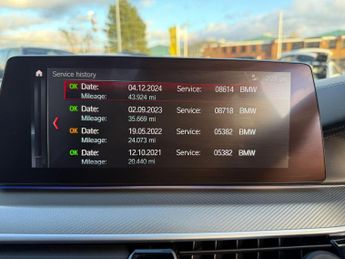 Service history
OK Date: 04.12.2024 Service: 08614 BMW
Mileage: 43.924 mi
OK Date: 02.09.2023 Service: 08718 BMW
Mileage: 35.669 mi
OK Date: 19.05.2022 Service: 05382 BMW
Mileage: 24.073 mi
OK Date: 12.10.2021 Service: 05382 BMW
Mileage: 20.440 mi